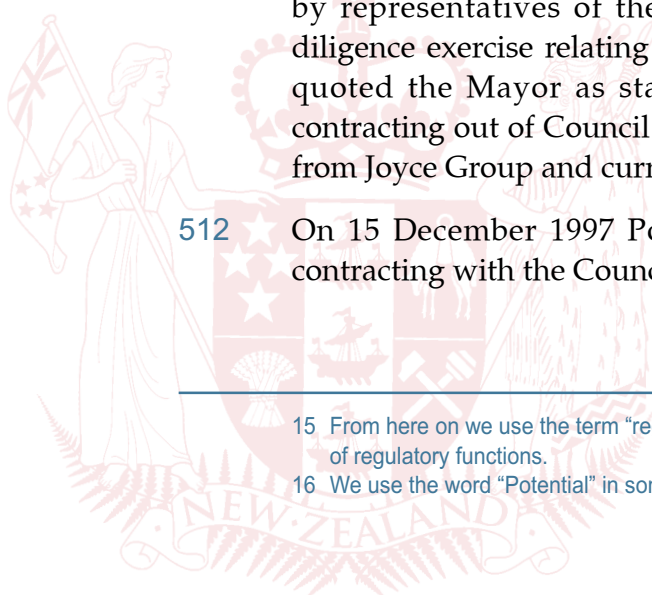 by representatives of the
diligence exercise relating
quoted the Mayor as sta
contracting out of Council
from Joyce Group and curr
512 On 15 December 1997 Po
contracting with the Counc
15 From here on we use the term “re
of regulatory functions.
16 We use the word “Potential” in som
NEW·ZEALAND